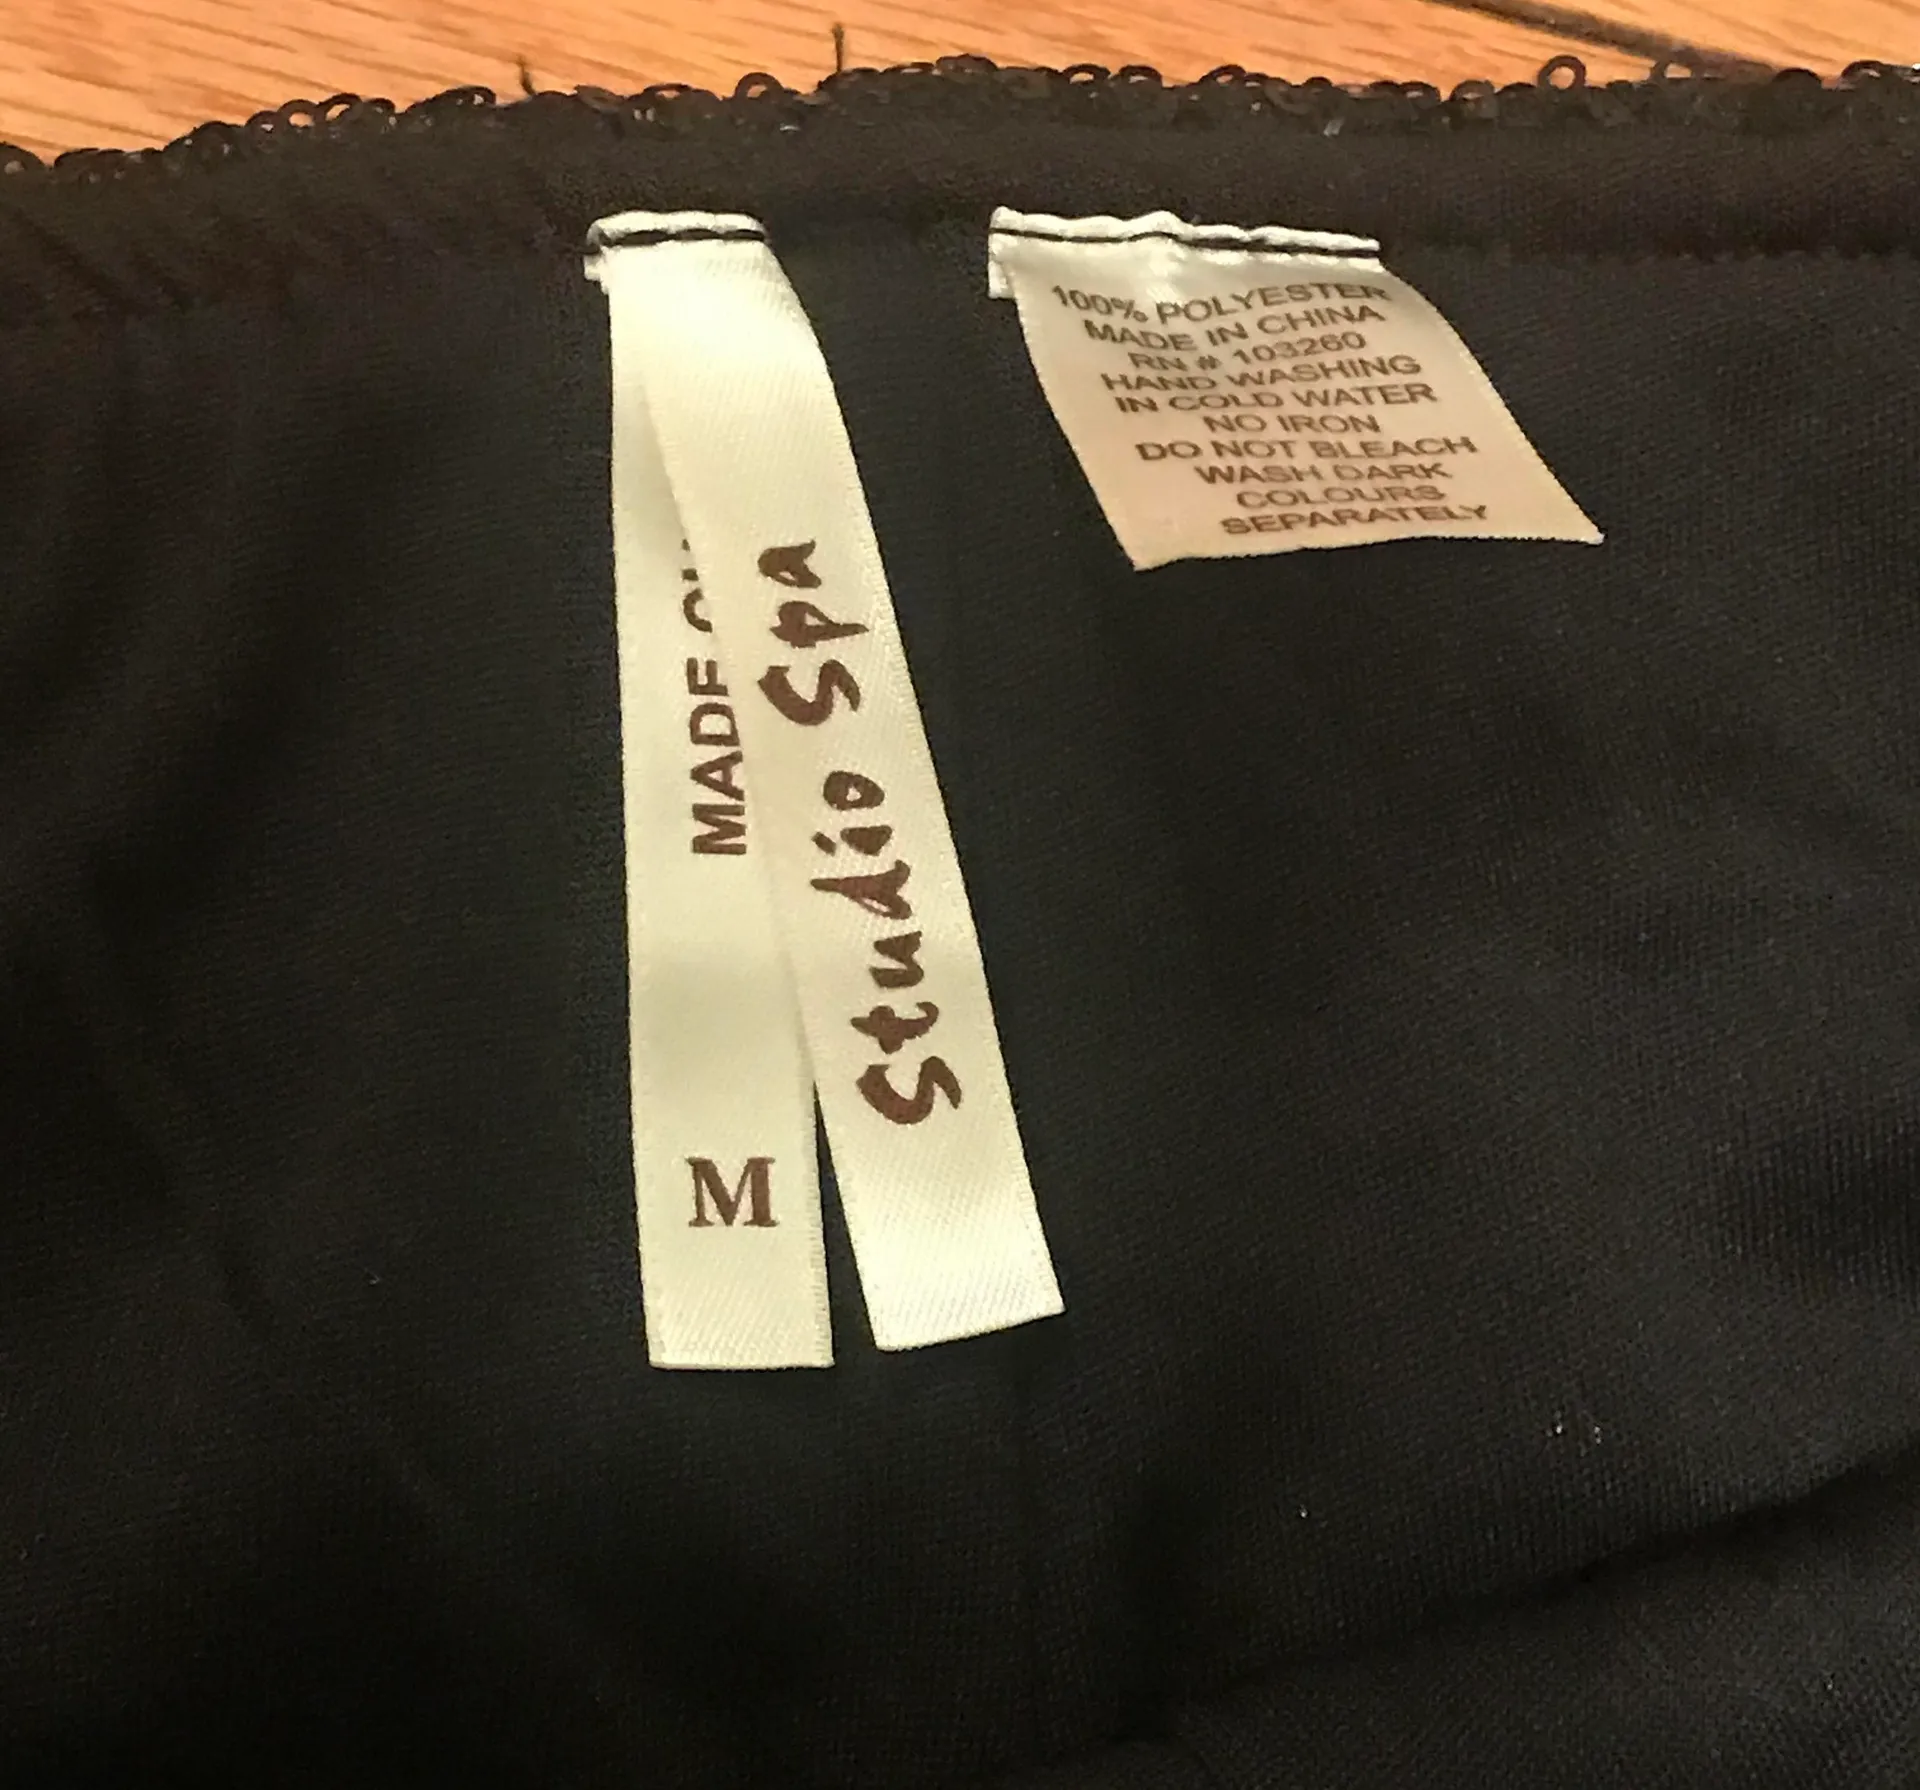 Studio Spa
MADE
M
100% POLYESTER
MADE IN CHINA
RN # 103260
HAND WASHING
IN COLD WATER
NO IRON
DO NOT BLEACH
WASH DARK
COLOURS
SEPARATELY